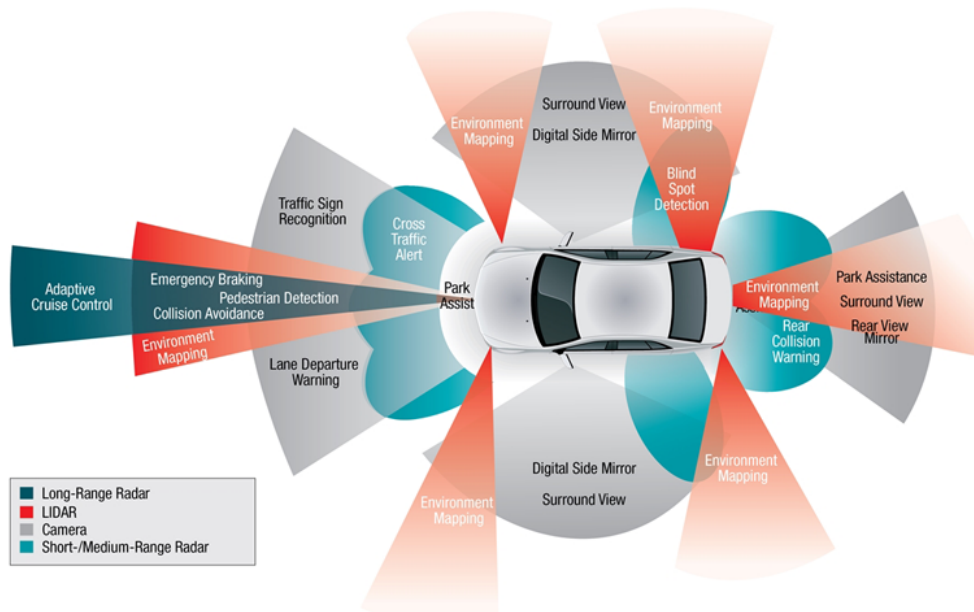 Surround View
Digital Side Mirror
Environment
Mapping
Environment
Mapping
Blind
Spot
Detection
Traffic Sign
Recognition
Cross
Traffic
Alert
Adaptive
Cruise Control
Emergency Braking
Pedestrian Detection
Collision Avoidance
Environment
Mapping
Park
Assist
Lane Departure
Warning
Environment
Mapping
Park Assistance
Surround View
Rear View
Mirror
Rear
Collision
Warning
Digital Side Mirror
Surround View
Environment
Mapping
Environment
Mapping
Long-Range Radar
LIDAR
Camera
Short-/Medium-Range Radar